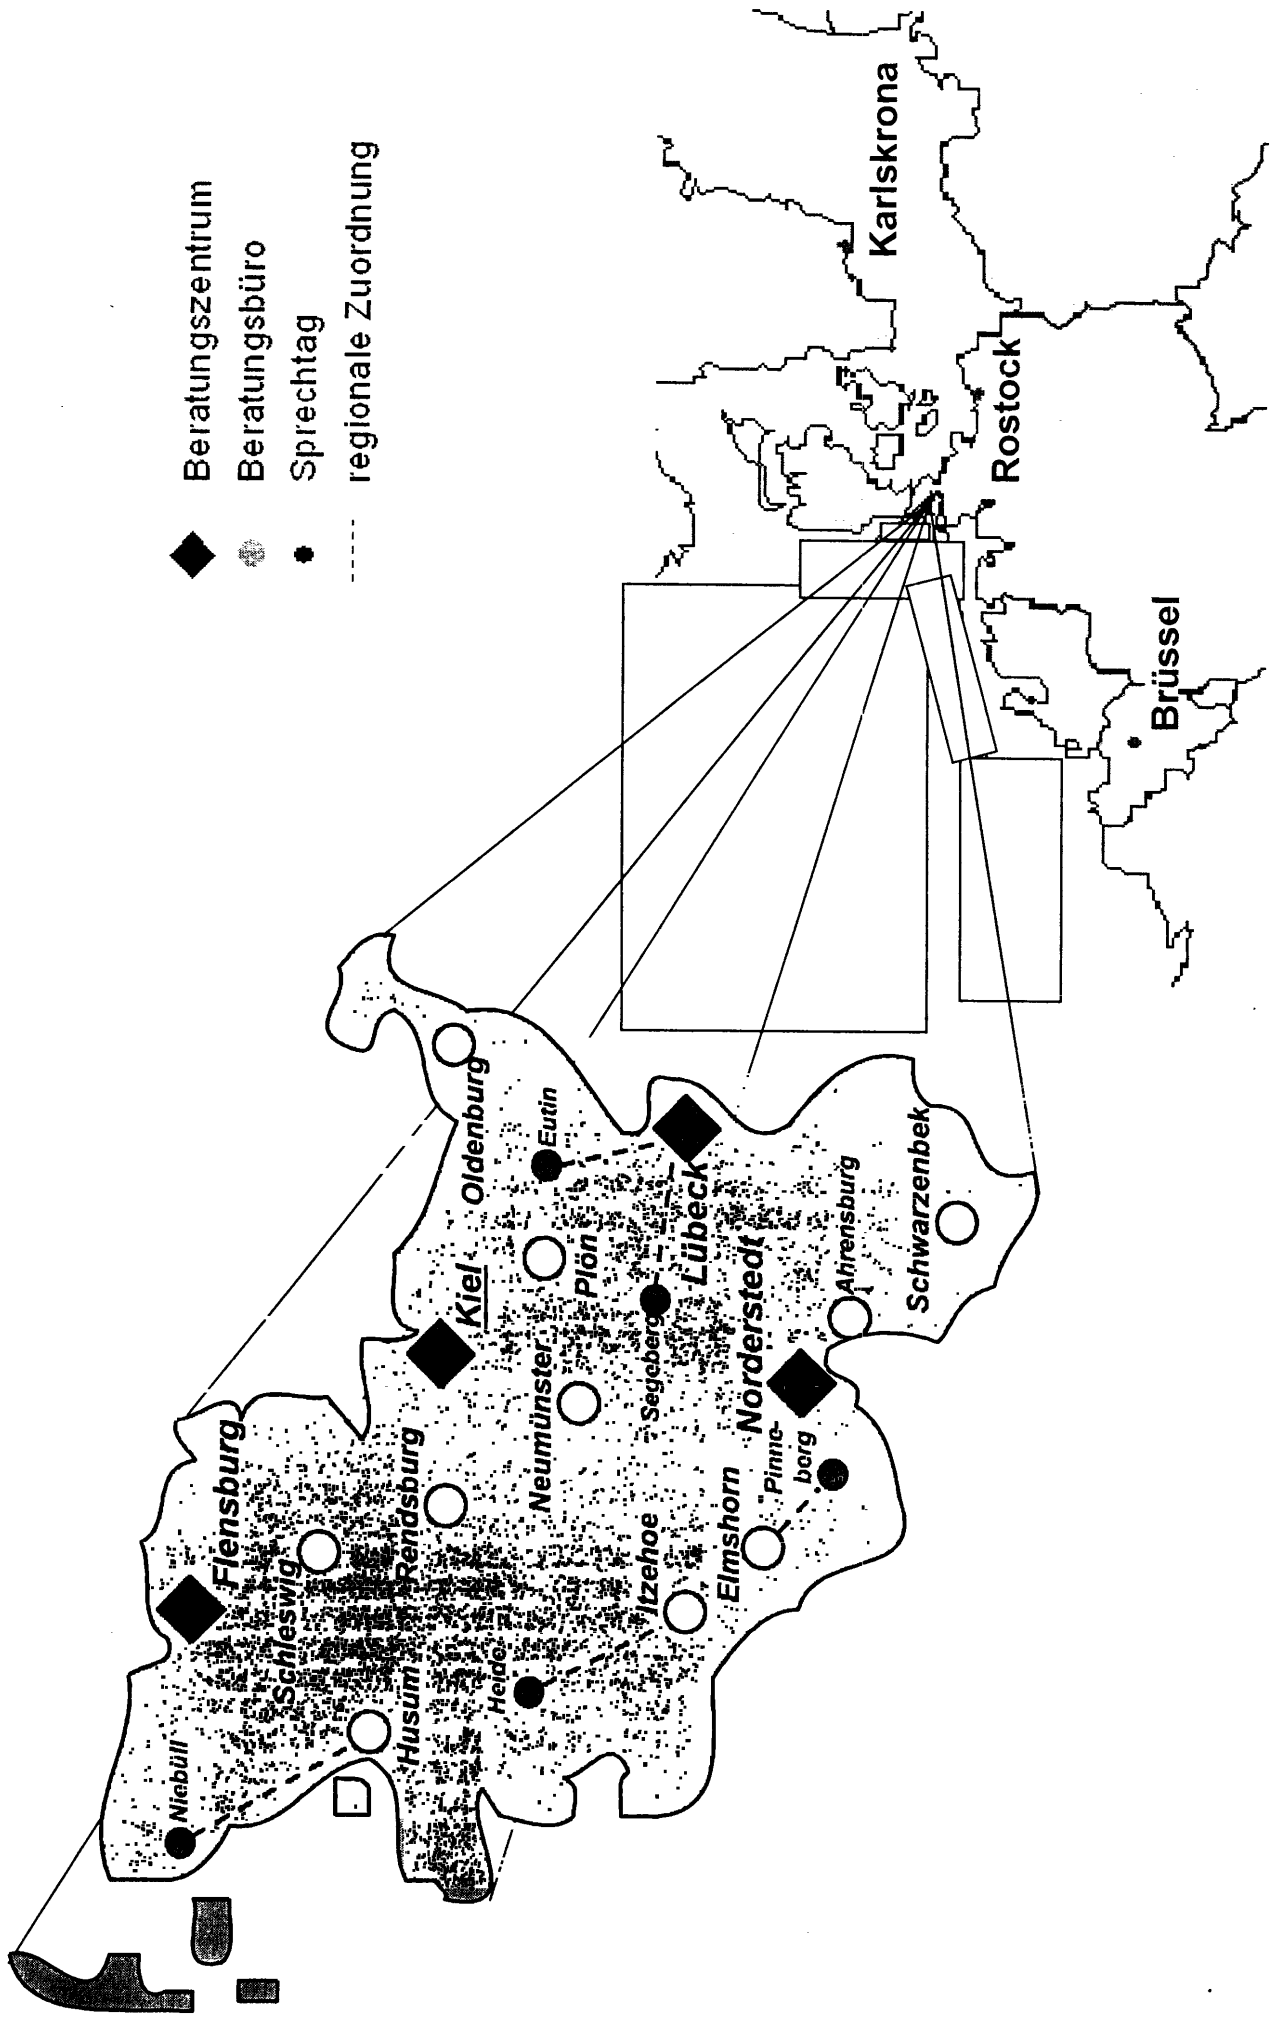 Beratungszentrum
Beratungsbüro
Sprechtag
regionale Zuordnung
Niebüll
Flensburg
Schleswig
Husum
Rendsburg
Kiel
Oldenburg
Heide
Neumünster
Plön
Eutin
Itzehoe
Segeberg
Lübeck
Elmshorn
Pinne-
berg
Norderstedt
Ahrensburg
Schwarzenbek
Karlskrona
Rostock
Brüssel